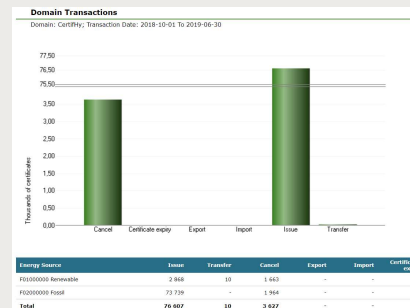 Domain Transactions
Domain: CertifHy; Transaction Date: 2018-10-01 To 2019-06-30
77,50
76,50
75,50
3,50
3,00
2,50
2,00
1,50
1,00
0,50
0,00
Thousands of certificates
Cancel Certificate expiy Export Import Issue Transfer
Energy Source Issue Transfer Cancel Export Import
F01000000 Renewable 2 868 10 1 663 - -
F02000000 Fossil 73 739 - 1 964 - -
Total 76 607 10 3 627 - -